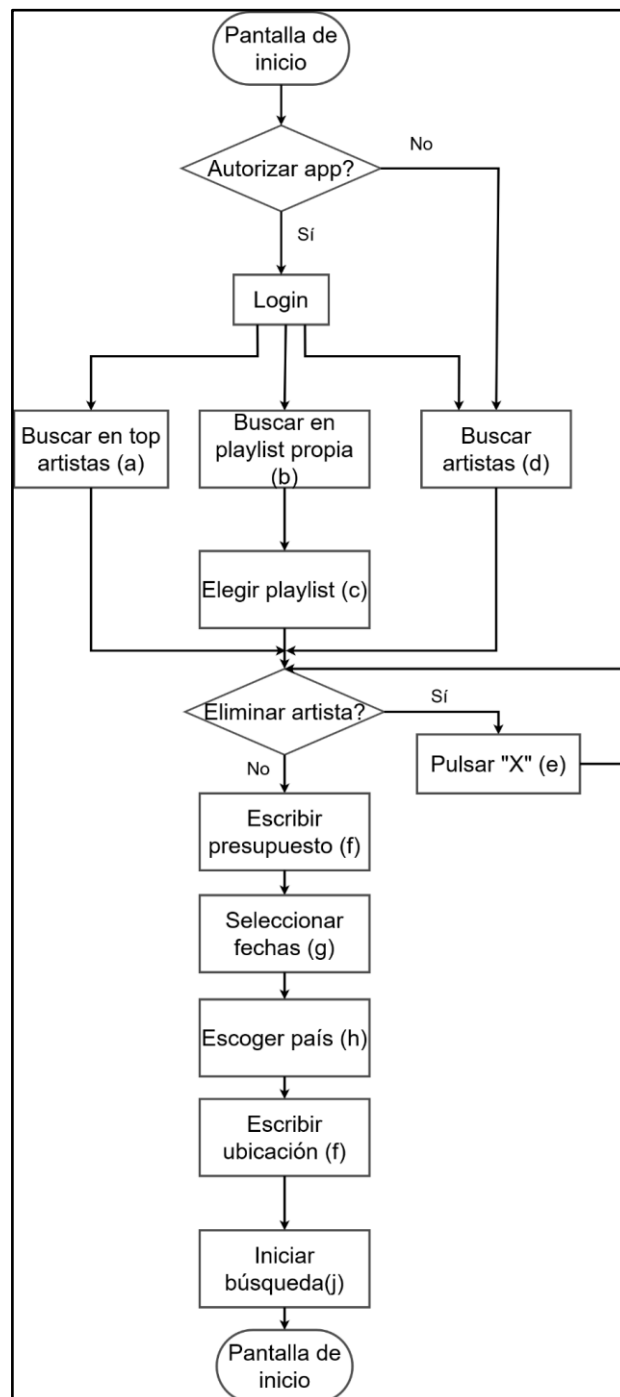 Pantalla de
inicio
Autorizar app?
No
Sí
Login
Buscar en top
artistas (a)
Buscar en
playlist propia
(b)
Buscar
artistas (d)
Elegir playlist (c)
Eliminar artista?
Sí
No
Pulsar "X" (e)
Escribir
presupuesto (f)
Seleccionar
fechas (g)
Escoger país (h)
Escribir
ubicación (f)
Iniciar
búsqueda(j)
Pantalla de
inicio